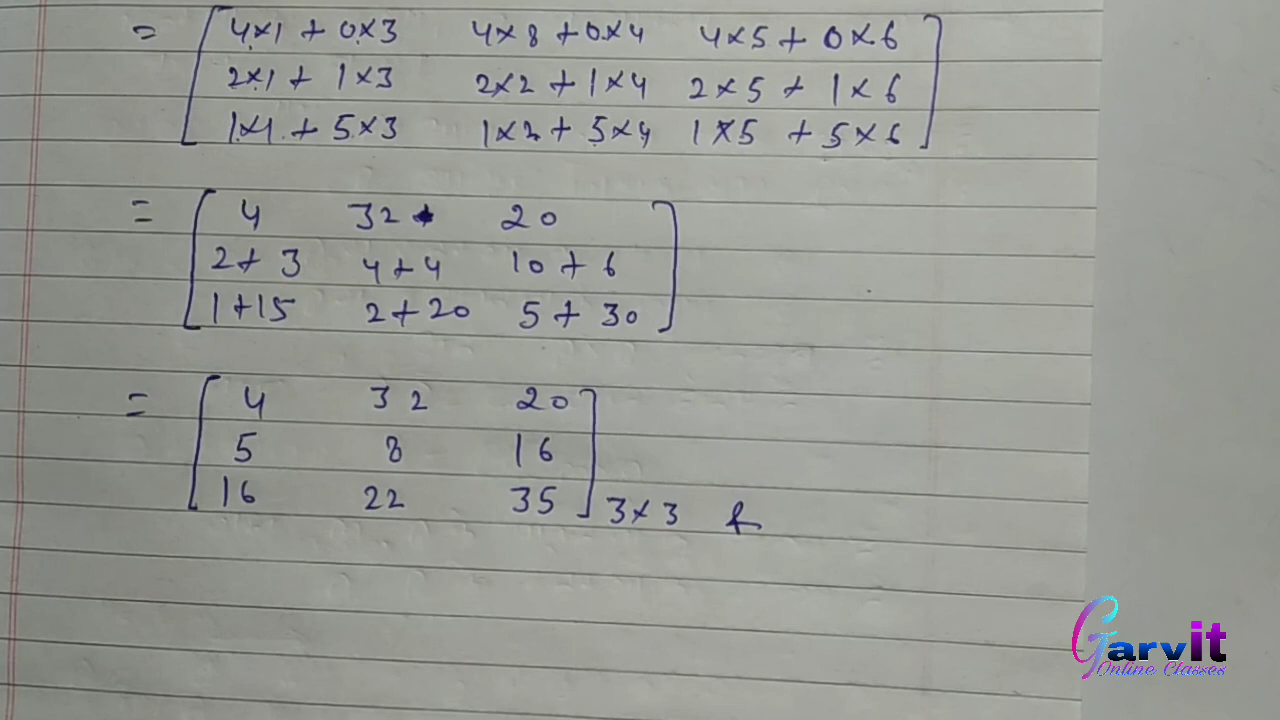 = [ 4×1 + 0×3 4×8 + 0×4 4×5 + 0×6 ]
2×1 + 1×3 2×2 + 1×4 2×5 + 1×6
1×1 + 5×3 1×2 + 5×4 1×5 + 5×6
= [ 4 32 20 ]
2+3 4+4 10+6
1+15 2+20 5+30
= [ 4 32 20 ]
5 8 16
16 22 35 3×3
Garvit
Online Classes